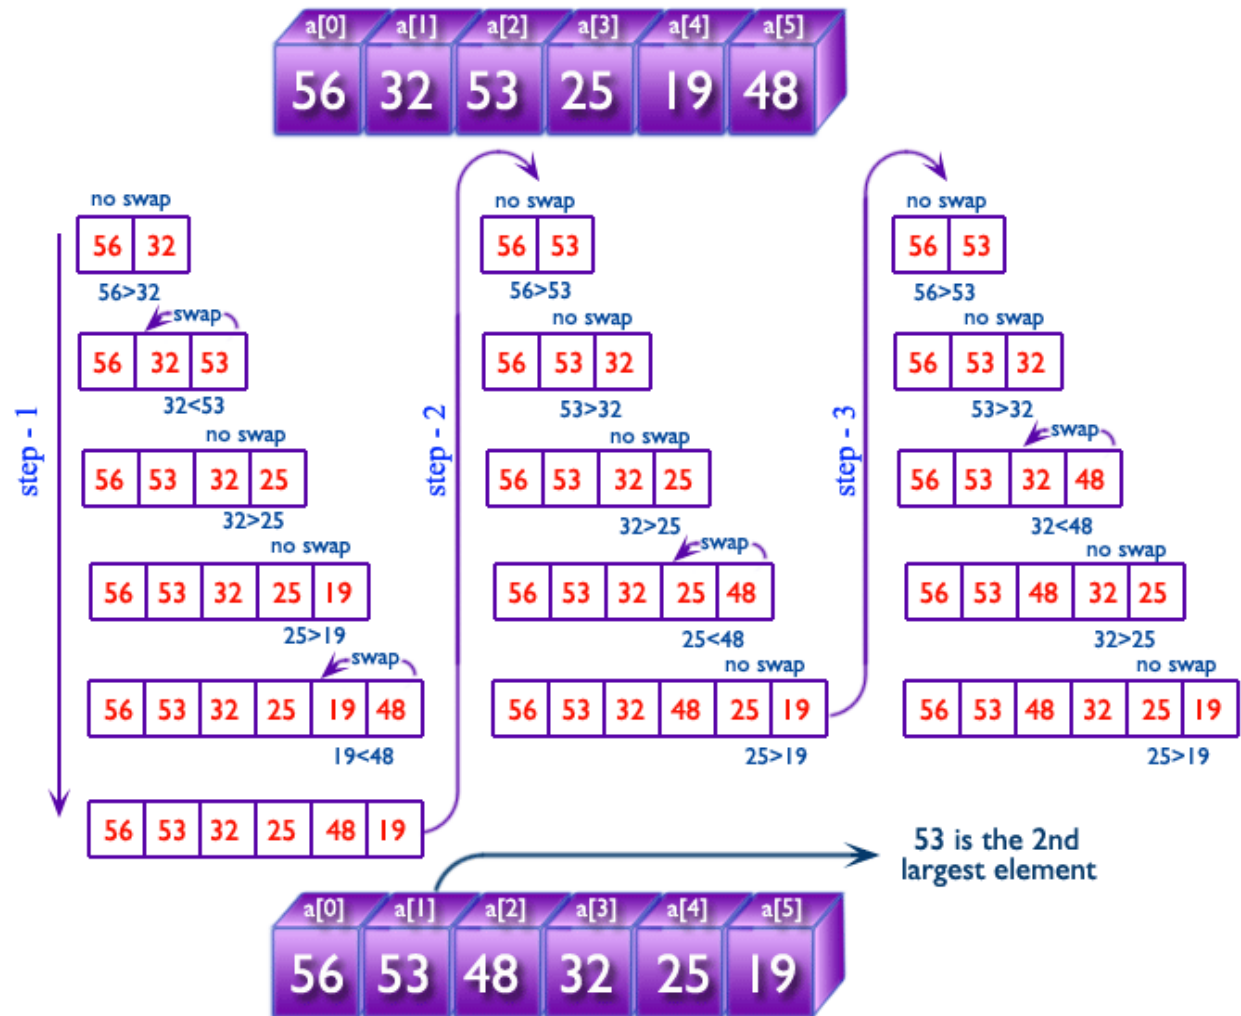 a[0] a[1] a[2] a[3] a[4] a[5]
56 32 53 25 19 48
step - 1
no swap
56 32
56>32
swap
56 32 53
32<53
no swap
56 53 32 25
32>25
no swap
56 53 32 25 19
25>19
swap
56 53 32 25 19 48
19<48
56 53 32 25 48 19
step - 2
no swap
56 53
56>53
no swap
56 53 32
53>32
no swap
56 53 32 25
32>25
swap
56 53 32 25 48
25<48
no swap
56 53 32 48 25 19
25>19
step - 3
no swap
56 53
56>53
no swap
56 53 32
53>32
swap
56 53 32 48
32<48
no swap
56 53 48 32 25
32>25
no swap
56 53 48 32 25 19
25>19
53 is the 2nd
largest element
a[0] a[1] a[2] a[3] a[4] a[5]
56 53 48 32 25 19